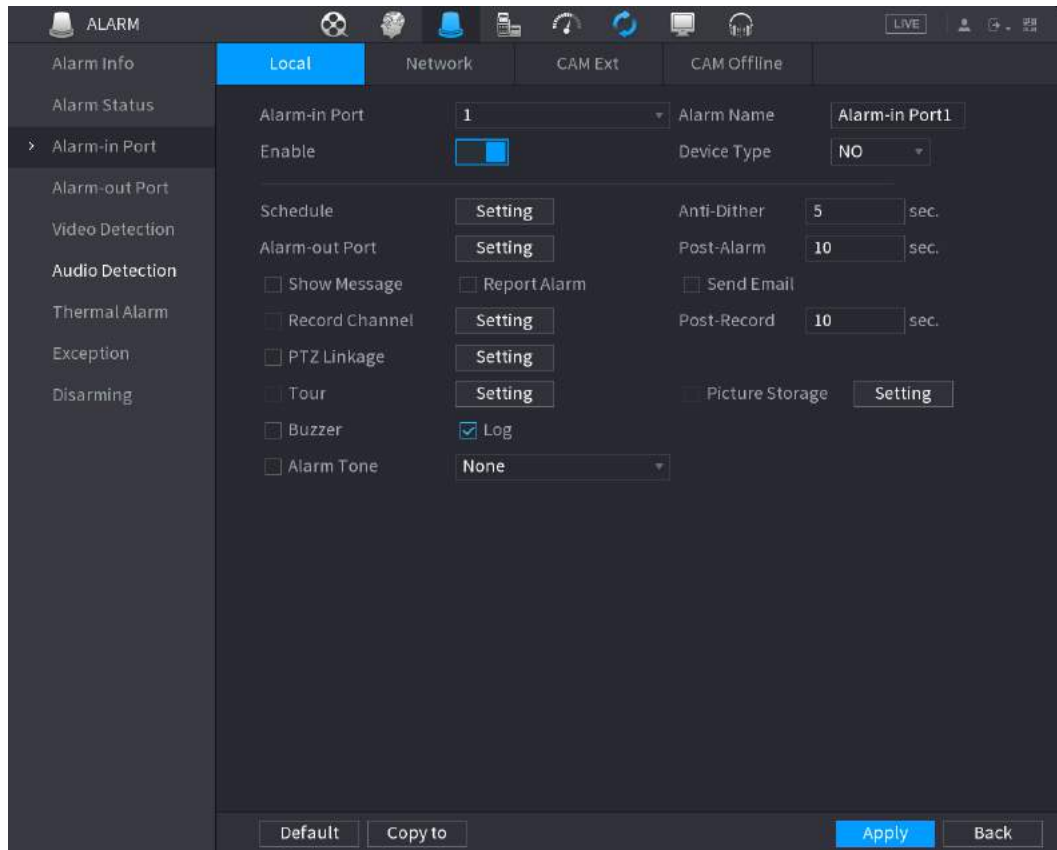 ALARM LIVE
Alarm Info
Alarm Status
Alarm-in Port
Alarm-out Port
Video Detection
Audio Detection
Thermal Alarm
Exception
Disarming
Local Network CAM Ext CAM Offline
Alarm-in Port 1 Alarm Name Alarm-in Port1
Enable Device Type NO
Schedule Setting Anti-Dither 5 sec.
Alarm-out Port Setting Post-Alarm 10 sec.
Show Message Report Alarm Send Email
Record Channel Setting Post-Record 10 sec.
PTZ Linkage Setting
Tour Setting Picture Storage Setting
Buzzer Log
Alarm Tone None
Default Copy to Apply Back